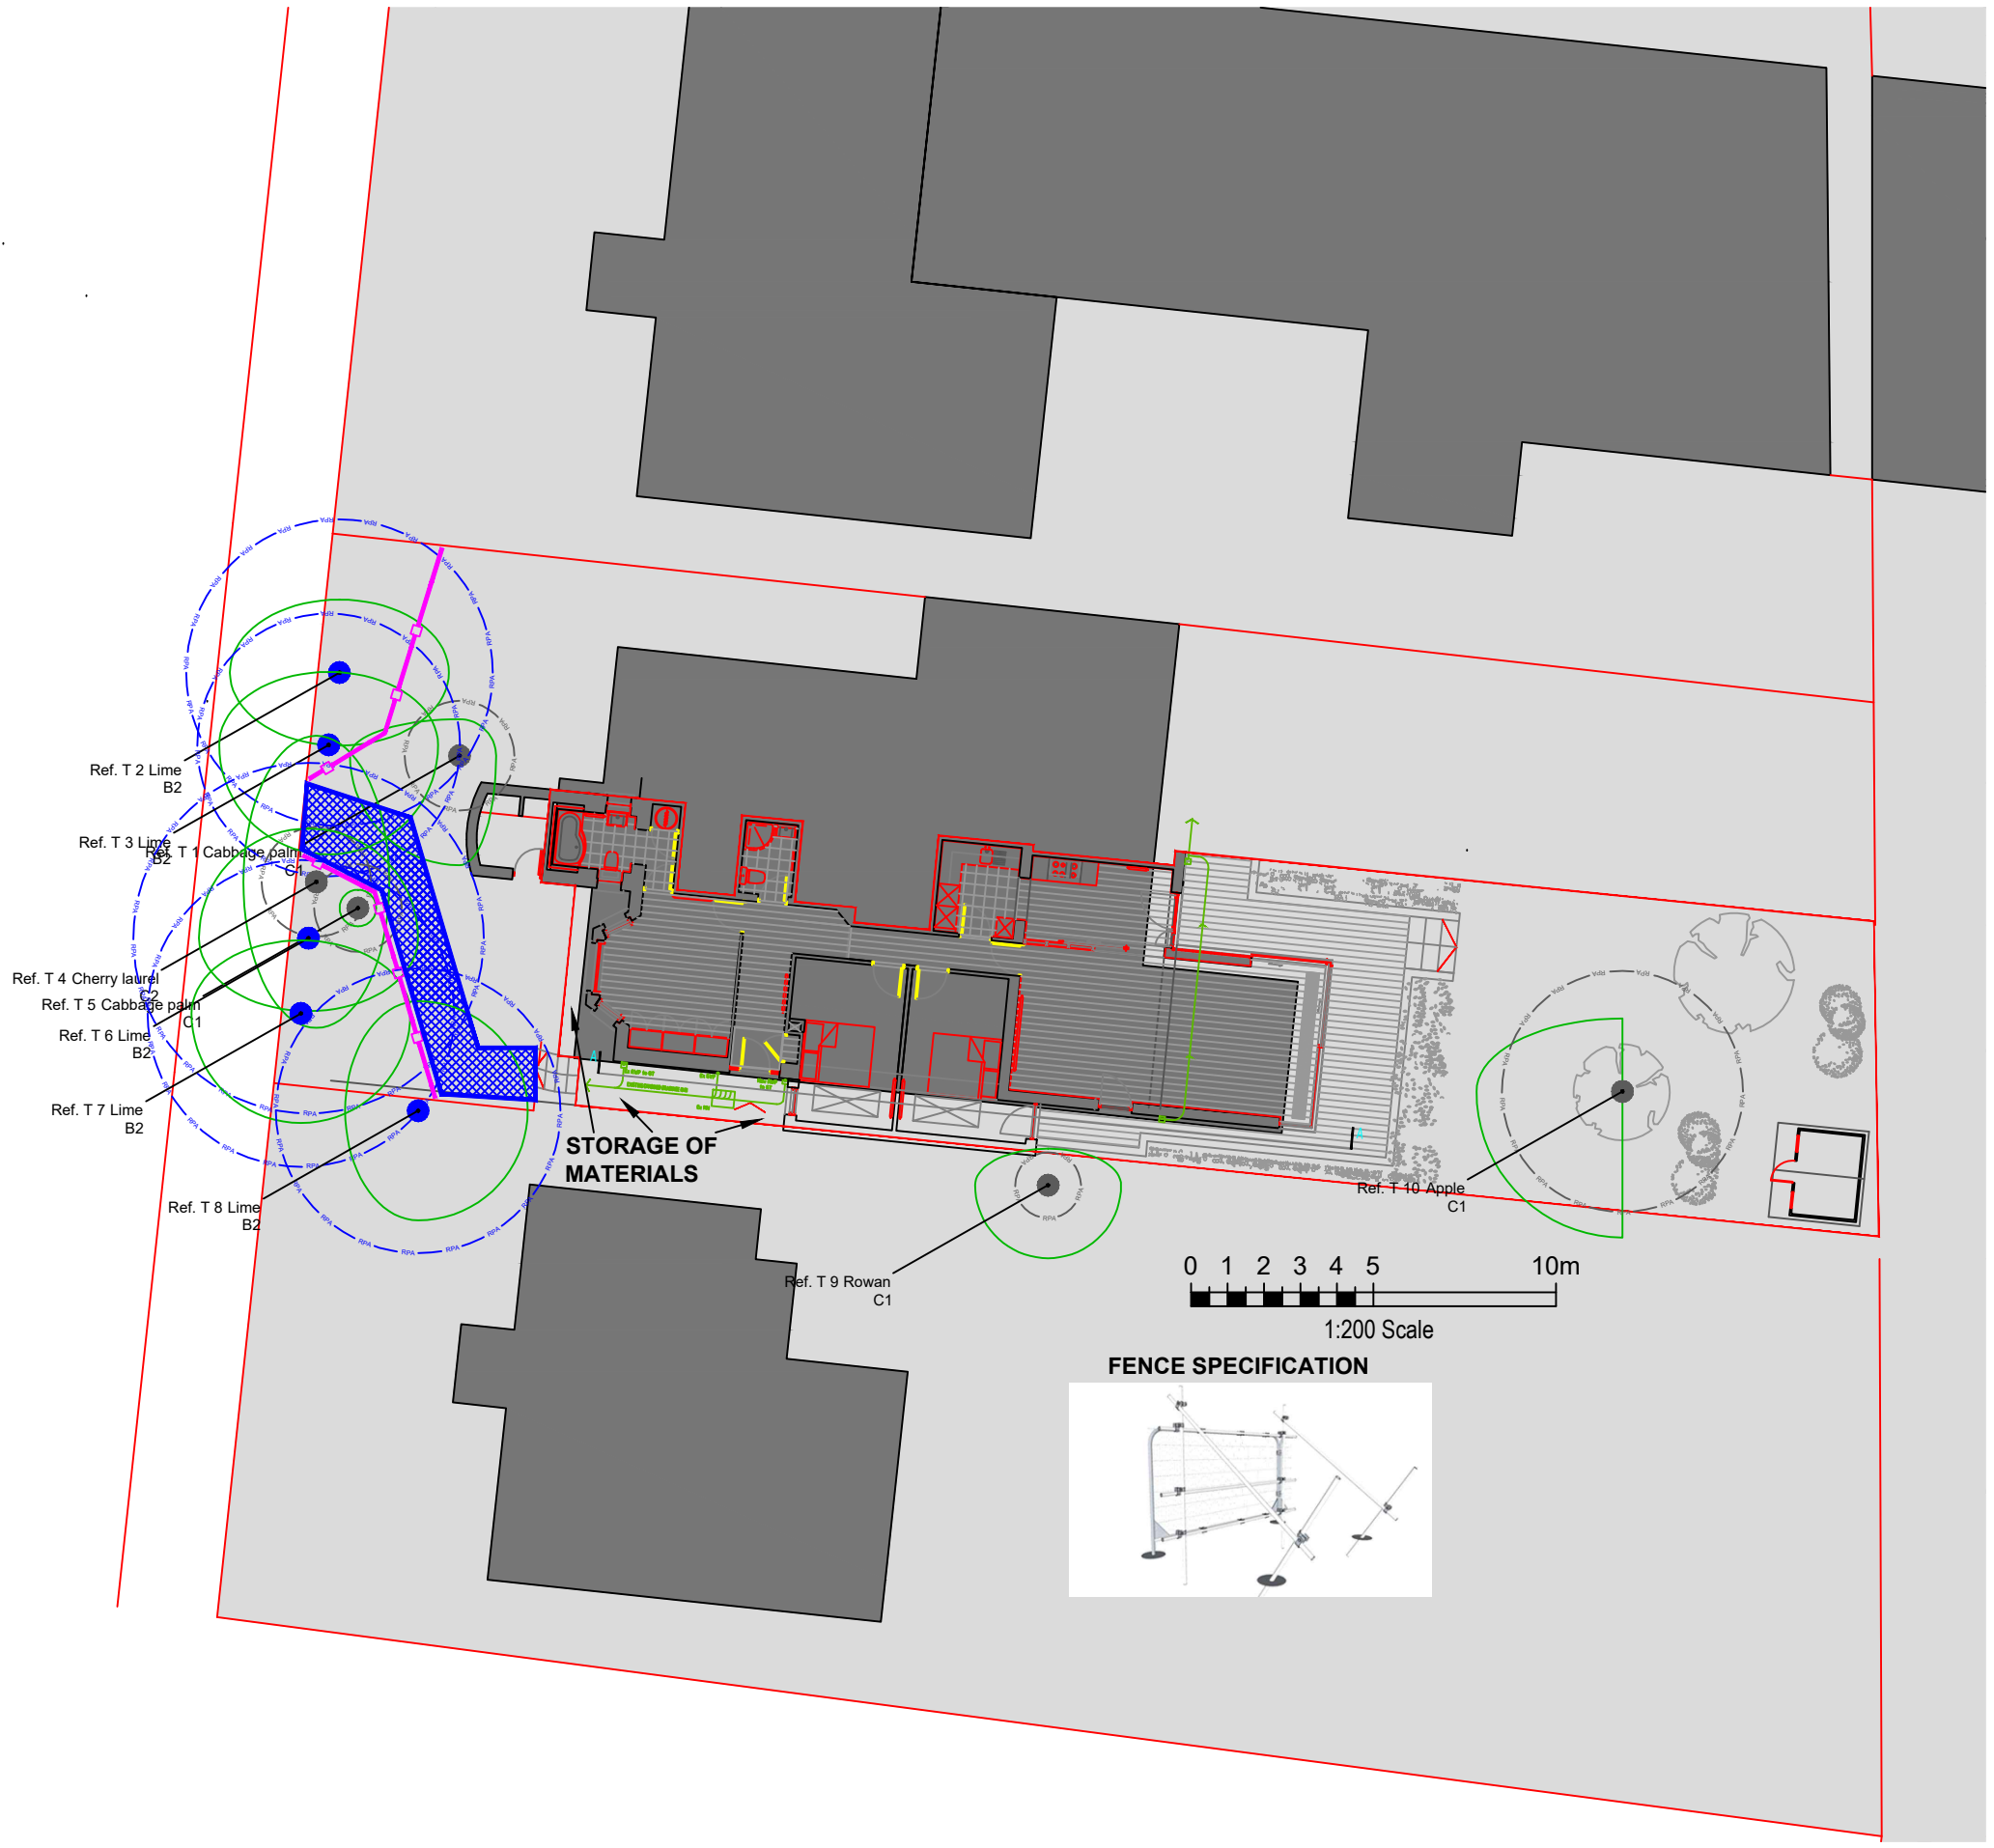 Ref. T 2 Lime
B2
Ref. T 3 Lime
B2
Ref. T 1 Cabbage palm
C1
Ref. T 4 Cherry laurel
C2
Ref. T 5 Cabbage palm
C1
Ref. T 6 Lime
B2
Ref. T 7 Lime
B2
Ref. T 8 Lime
B2
STORAGE OF
MATERIALS
Ref. T 9 Rowan
C1
Ref. T 10 Apple
C1
0 1 2 3 4 5 10m
1:200 Scale
FENCE SPECIFICATION
RPA